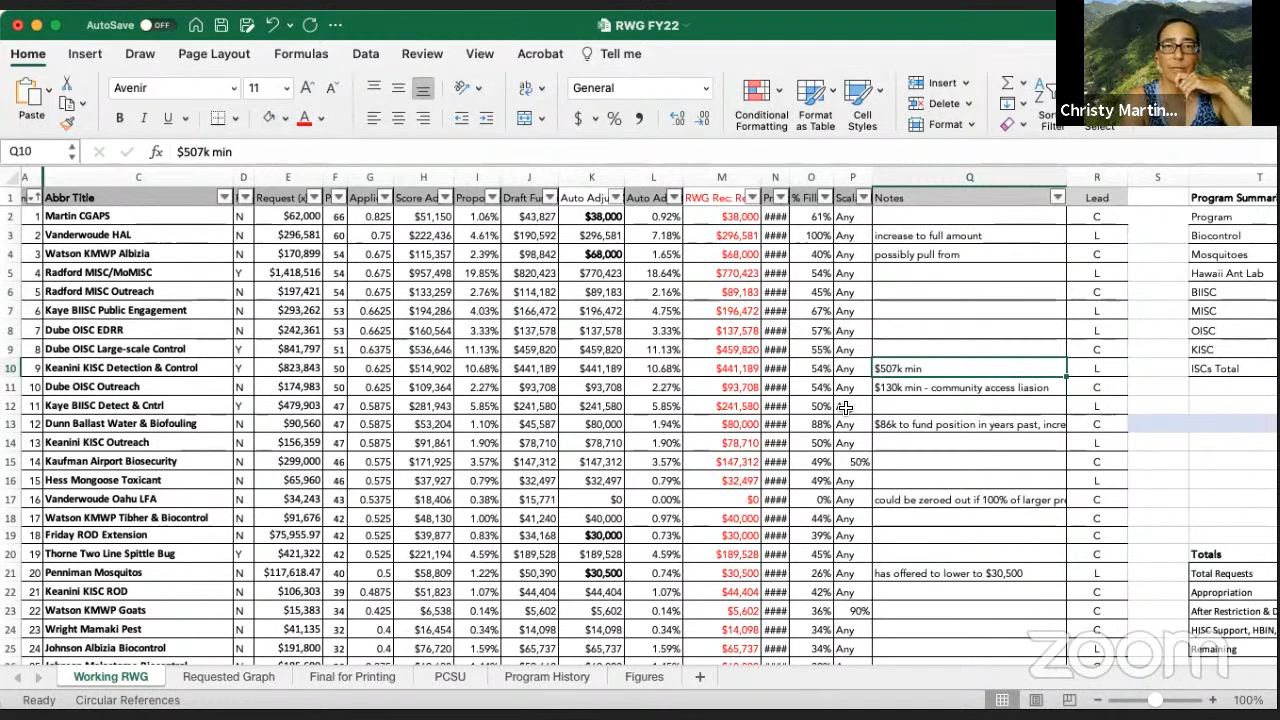 AutoSave OFF RWG FY22
Home Insert Draw Page Layout Formulas Data Review View Acrobat Tell me
Paste Avenir 11 General Conditional Formatting Format as Table Cell Styles Insert Delete Format
Christy Martin...
Q10 fx $507k min
A C D E F G H I J K L M N O P Q R S T
1 Abbr Title Request (x Applic Score Ad Propo Draft Fu Auto Adju Auto Ad RWG Rec: Re Pr % Fill Scal Notes Lead Program Summar
2 1 Martin CGAPS N $62,000 66 0.825 $51,150 1.06% $43,827 $38,000 0.92% $38,000 #### 61% Any C Program
3 2 Vanderwoude HAL N $296,581 60 0.75 $222,436 4.61% $190,592 $296,581 7.18% $296,581 #### 100% Any increase to full amount L Biocontrol
4 3 Watson KMWP Albizia N $170,899 54 0.675 $115,357 2.39% $98,842 $68,000 1.65% $68,000 #### 40% Any possibly pull from C Mosquitoes
5 4 Radford MISC/MoMISC Y $1,418,516 54 0.675 $957,498 19.85% $820,423 $770,423 18.64% $770,423 #### 54% Any L Hawaii Ant Lab
6 5 Radford MISC Outreach N $197,421 54 0.675 $133,259 2.76% $114,182 $89,183 2.16% $89,183 #### 45% Any C BIISC
7 6 Kaye BIISC Public Engagement N $293,262 53 0.6625 $194,286 4.03% $166,472 $196,472 4.75% $196,472 #### 67% Any L MISC
8 7 Dube OISC EDRR N $242,361 53 0.6625 $160,564 3.33% $137,578 $137,578 3.33% $137,578 #### 57% Any L OISC
9 8 Dube OISC Large-scale Control Y $841,797 51 0.6375 $536,646 11.13% $459,820 $459,820 11.13% $459,820 #### 55% Any C KISC
10 9 Keanini KISC Detection & Control Y $823,843 50 0.625 $514,902 10.68% $441,189 $441,189 10.68% $441,189 #### 54% Any $507k min L ISCs Total
11 10 Dube OISC Outreach N $174,983 50 0.625 $109,364 2.27% $93,708 $93,708 2.27% $93,708 #### 54% Any $130k min - community access liasion C
12 11 Kaye BIISC Detect & Cntrl Y $479,903 47 0.5875 $281,943 5.85% $241,580 $241,580 5.85% $241,580 #### 50% L
13 12 Dunn Ballast Water & Biofouling N $90,560 47 0.5875 $53,204 1.10% $45,587 $80,000 1.94% $80,000 #### 88% Any $86k to fund position in years past, incre C
14 13 Keanini KISC Outreach N $156,359 47 0.5875 $91,861 1.90% $78,710 $78,710 1.90% $78,710 #### 50% Any L
15 14 Kaufman Airport Biosecurity N $299,000 46 0.575 $171,925 3.57% $147,312 $147,312 3.57% $147,312 #### 49% 50% C
16 15 Hess Mongoose Toxicant N $65,960 46 0.575 $37,927 0.79% $32,497 $32,497 0.79% $32,497 #### 49% Any L
17 16 Vanderwoude Oahu LFA N $34,243 43 0.5375 $18,406 0.38% $15,771 $0 0.00% $0 #### 0% Any could be zeroed out if 100% of larger pre C
18 17 Watson KMWP Tibher & Biocontrol N $91,676 42 0.525 $48,130 1.00% $41,240 $40,000 0.97% $40,000 #### 44% Any C
19 18 Friday ROD Extension N $75,955.97 42 0.525 $39,877 0.83% $34,168 $30,000 0.73% $30,000 #### 39% Any C
20 19 Thorne Two Line Spittle Bug Y $421,322 42 0.525 $221,194 4.59% $189,528 $189,528 4.59% $189,528 #### 45% Any C Totals
21 20 Penniman Mosquitos N $117,618.47 40 0.5 $58,809 1.22% $50,390 $30,500 0.74% $30,500 #### 26% Any has offered to lower to $30,500 L Total Requests
22 21 Keanini KISC ROD N $106,303 39 0.4875 $51,823 1.07% $44,404 $44,404 1.07% $44,404 #### 42% Any C Appropriation
23 22 Watson KMWP Goats N $15,383 34 0.425 $6,538 0.14% $5,602 $5,602 0.14% $5,602 #### 36% 90% C After Restriction & D
24 23 Wright Mamaki Pest N $41,135 32 0.4 $16,454 0.34% $14,098 $14,098 0.34% $14,098 #### 34% Any C HISC Support, HBIN,
25 24 Johnson Albizia Biocontrol N $191,800 32 0.4 $76,720 1.59% $65,737 $65,737 1.59% $65,737 #### 34% Any L Remaining
zoom
Working RWG Requested Graph Final for Printing PCSU Program History Figures
Ready Circular References 100%